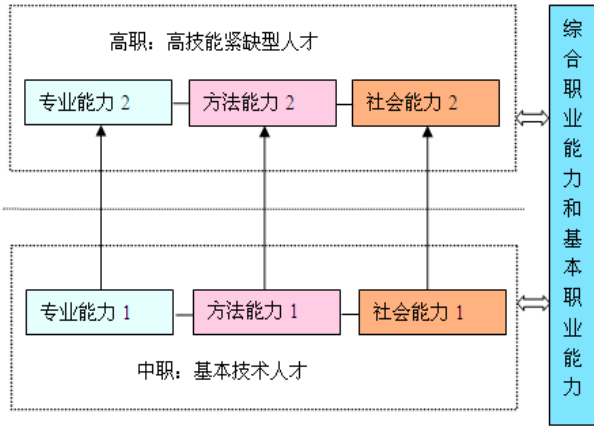 高职：高技能紧缺型人才
专业能力 2
方法能力 2
社会能力 2
专业能力 1
方法能力 1
社会能力 1
中职：基本技术人才
综合职业能力和基本职业能力